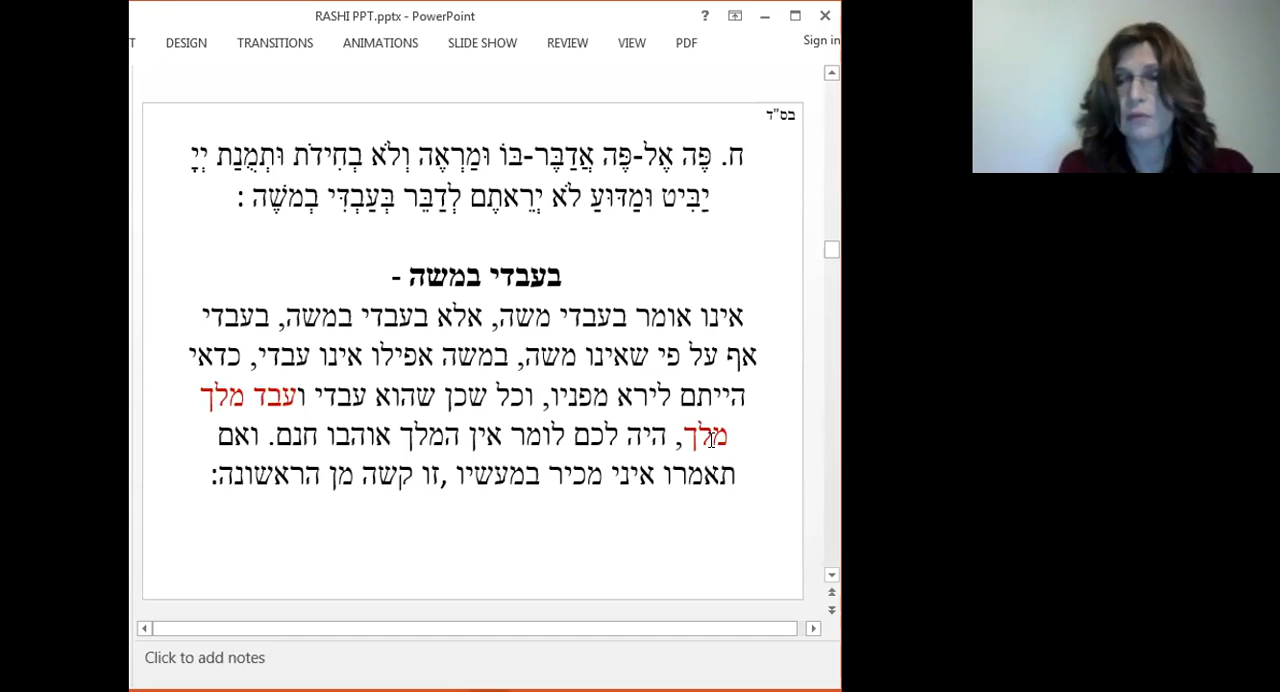 RASHI PPT.pptx - PowerPoint
?
T DESIGN TRANSITIONS ANIMATIONS SLIDE SHOW REVIEW VIEW PDF Sign in
בס"ד
ח. פֶּה אֶל-פֶּה אֲדַבֶּר-בּוֹ וּמַרְאֶה וְלֹא בְחִידֹת וּתְמֻנַת יְיָ
יַבִּיט וּמַדּוּעַ לֹא יְרֵאתֶם לְדַבֵּר בְּעַבְדִּי בְמֹשֶׁה :
בעבדי במשה -
אינו אומר בעבדי משה, אלא בעבדי במשה, בעבדי
אף על פי שאינו משה, במשה אפילו אינו עבדי, כדאי
הייתם לירא מפניו, וכל שכן שהוא עבדי ועבד מלך
מלך, היה לכם לומר אין המלך אוהבו חנם. ואם
תאמרו איני מכיר במעשיו ,זו קשה מן הראשונה:
Click to add notes